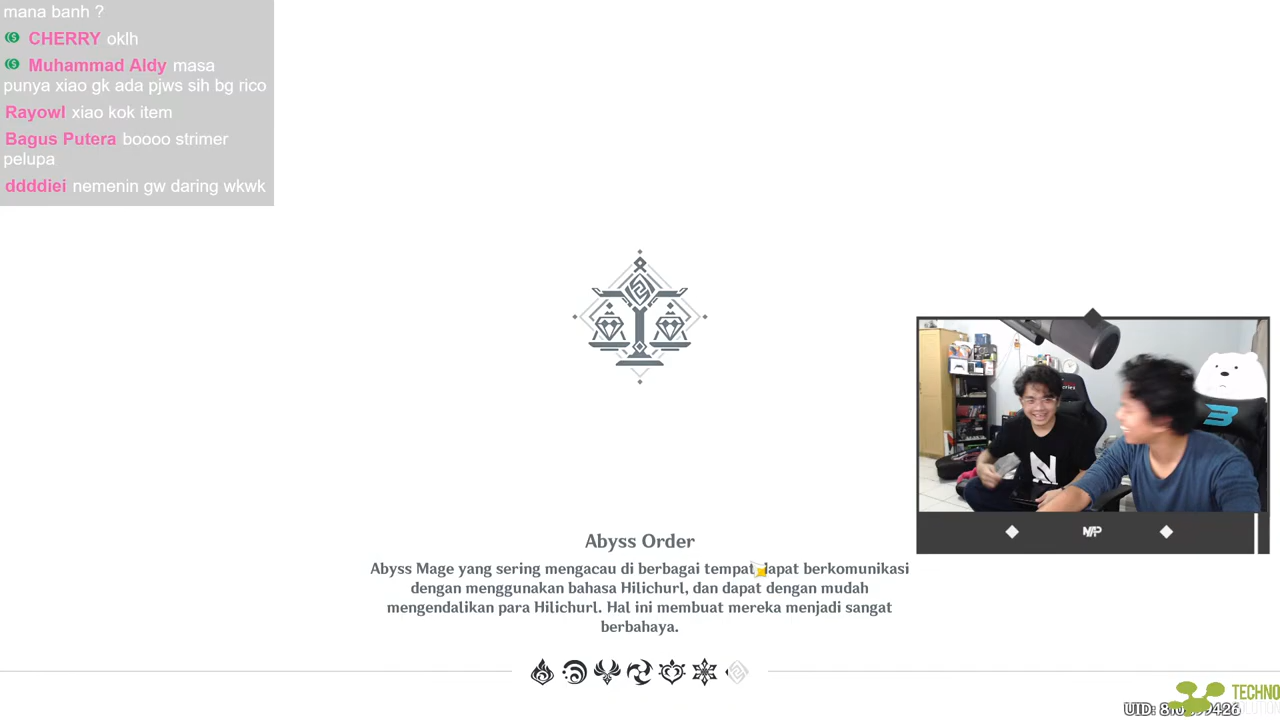 mana banh ?
CHERRY oklh
Muhammad Aldy masa
punya xiao gk ada pjws sih bg rico
Rayowl xiao kok item
Bagus Putera boooo strimer
pelupa
ddddiei nemenin gw daring wkwk
N
Abyss Order
Abyss Mage yang sering mengacau di berbagai tempat dapat berkomunikasi
dengan menggunakan bahasa Hilichurl, dan dapat dengan mudah
mengendalikan para Hilichurl. Hal ini membuat mereka menjadi sangat
berbahaya.
TECHNO
UID: